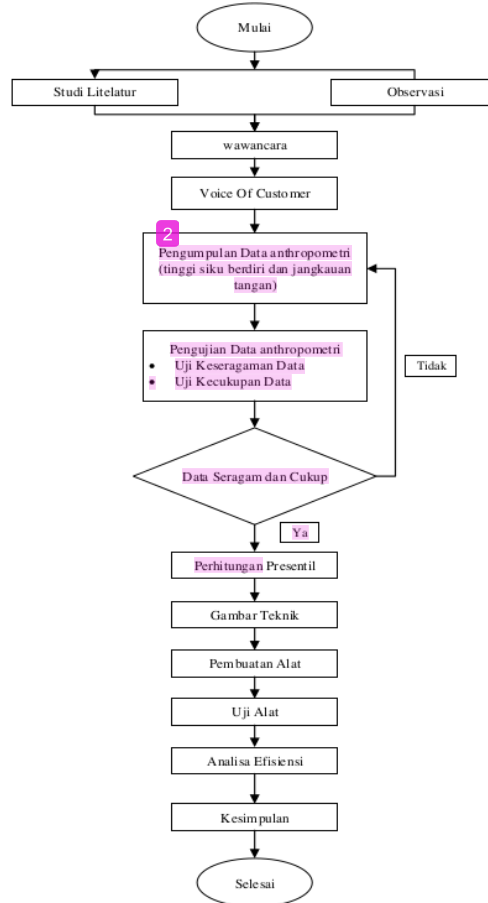 Mulai
Studi Litelatur
Observasi
wawancara
Voice Of Customer
2
Pengumpulan Data anthropometri
(tinggi siku berdiri dan jangkauan
tangan)
Pengujian Data anthropometri
• Uji Keseragaman Data
• Uji Kecukupan Data
Tidak
Data Seragam dan Cukup
Ya
Perhitungan Presentil
Gambar Teknik
Pembuatan Alat
Uji Alat
Analisa Efisiensi
Kesimpulan
Selesai